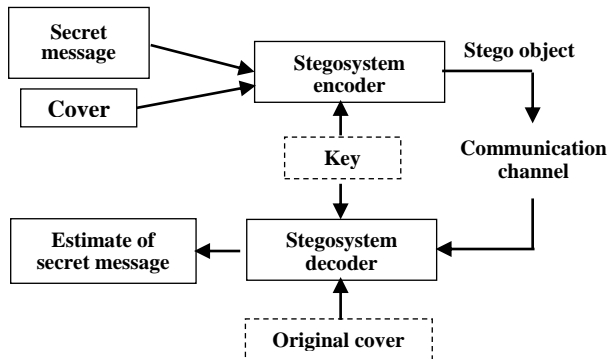 Secret
message
Cover
Stegosystem
encoder
Stego object
Communication
channel
Key
Estimate of
secret message
Stegosystem
decoder
Original cover